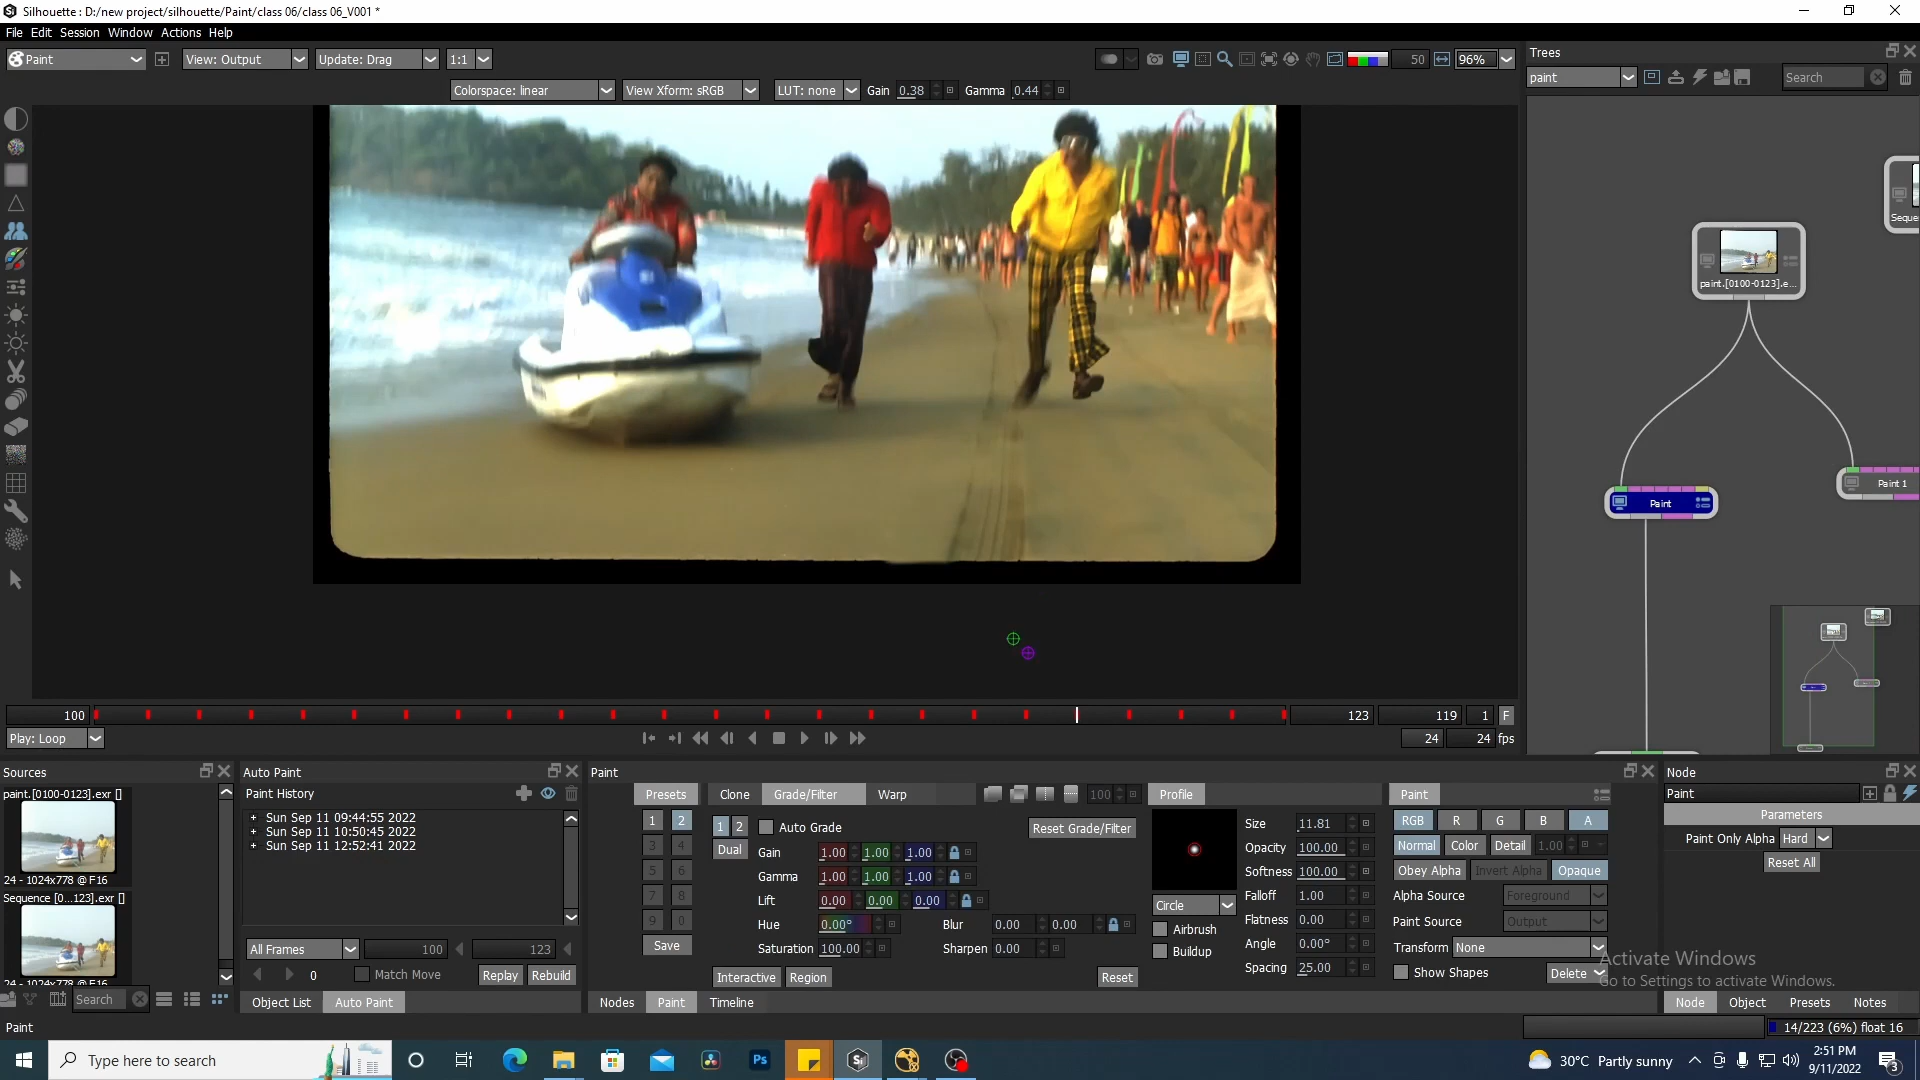 Silhouette : D:/new project/silhouette/Paint/class 06/class 06_V001 *
File Edit Session Window Actions Help
Paint View: Output Update: Drag 1:1 50 96%
Colorspace: linear View Xform: sRGB LUT: none Gain 0.38 Gamma 0.44
Trees
paint Search
Seque
paint.[0100-0123].e...
Paint
Paint 1
100 123 119 1 F
Play: Loop 24 24 fps
Sources
paint.[0100-0123].exr []
24 - 1024x778 @ F16
Sequence [0...123].exr []
24 - 1024x778 @ F16
Search
Auto Paint
Paint History
Sun Sep 11 09:44:55 2022
Sun Sep 11 10:50:45 2022
Sun Sep 11 12:52:41 2022
All Frames 100 123
0 Match Move Replay Rebuild
Object List Auto Paint
Paint
Presets
1 2
3 4
5 6
7 8
9 0
Save
Clone Grade/Filter Warp 100
1 2 Auto Grade Reset Grade/Filter
Dual Gain 1.00 1.00 1.00
Gamma 1.00 1.00 1.00
Lift 0.00 0.00 0.00
Hue 0.00° Blur 0.00 0.00
Saturation 100.00 Sharpen 0.00
Interactive Region Reset
Nodes Paint Timeline
Profile
Circle
Airbrush
Buildup
Size 11.81
Opacity 100.00
Softness 100.00
Falloff 1.00
Flatness 0.00
Angle 0.00°
Spacing 25.00
Paint
RGB R G B A
Normal Color Detail 1.00
Obey Alpha Invert Alpha Opaque
Alpha Source Foreground
Paint Source Output
Transform None
Show Shapes Delete
Node
Paint
Parameters
Paint Only Alpha Hard
Reset All
Activate Windows
Go to Settings to activate Windows.
Node Object Presets Notes
Paint
14/223 (6%) float 16
Type here to search
Ps
Si
30°C Partly sunny
2:51 PM
9/11/2022
3